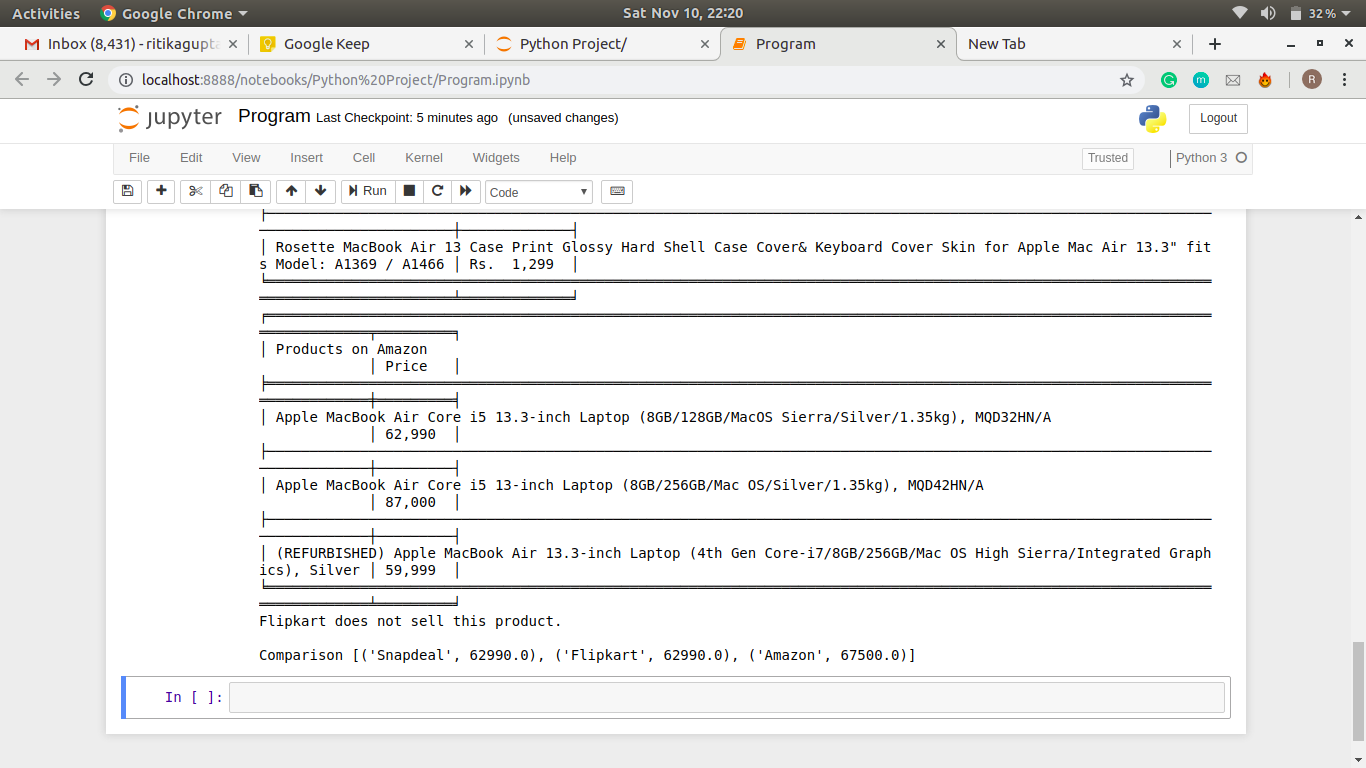 Activities Google Chrome Sat Nov 10, 22:20 32%
Inbox (8,431) - ritikagupta Google Keep Python Project/ Program New Tab
localhost:8888/notebooks/Python%20Project/Program.ipynb R
jupyter Program Last Checkpoint: 5 minutes ago (unsaved changes) Logout
File Edit View Insert Cell Kernel Widgets Help Trusted Python 3
Run Code
Rosette MacBook Air 13 Case Print Glossy Hard Shell Case Cover& Keyboard Cover Skin for Apple Mac Air 13.3" fit
s Model: A1369 / A1466 │ Rs.  1,299  │
│ Products on Amazon
│ Price   │
│ Apple MacBook Air Core i5 13.3-inch Laptop (8GB/128GB/MacOS Sierra/Silver/1.35kg), MQD32HN/A
│ 62,990  │
│ Apple MacBook Air Core i5 13-inch Laptop (8GB/256GB/Mac OS/Silver/1.35kg), MQD42HN/A
│ 87,000  │
│ (REFURBISHED) Apple MacBook Air 13.3-inch Laptop (4th Gen Core-i7/8GB/256GB/Mac OS High Sierra/Integrated Graph
ics), Silver │ 59,999  │
Flipkart does not sell this product.
Comparison [('Snapdeal', 62990.0), ('Flipkart', 62990.0), ('Amazon', 67500.0)]
In [ ]: